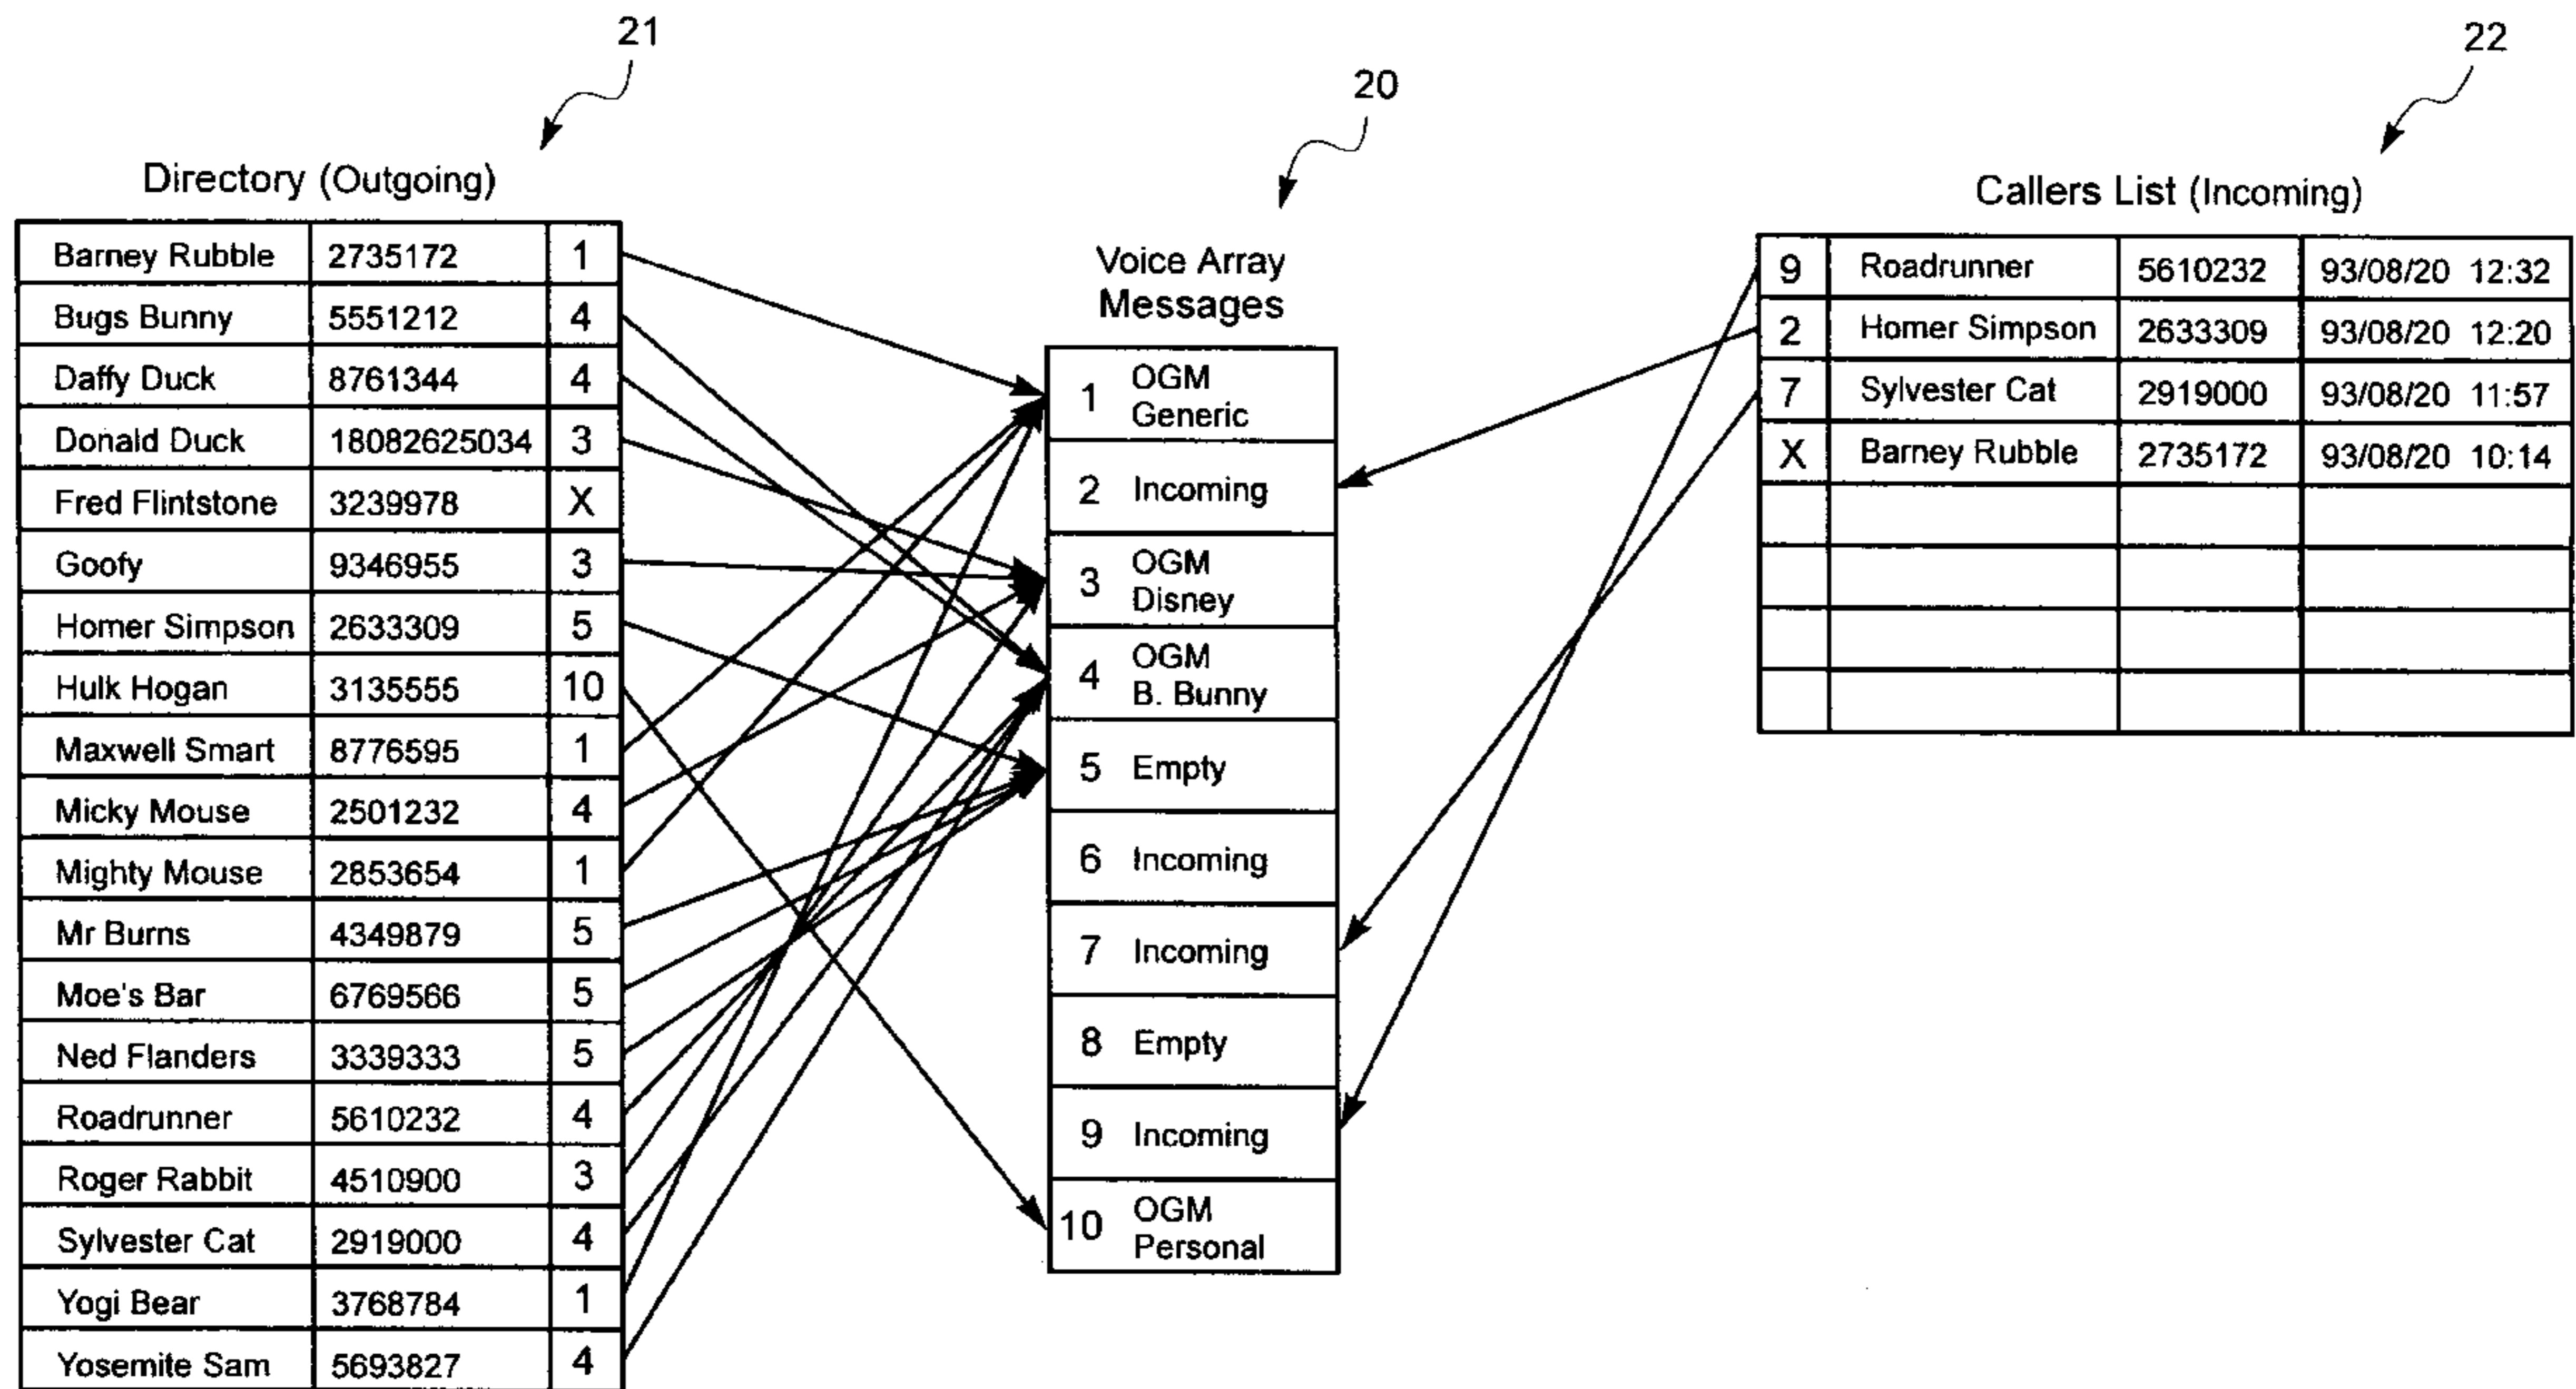 21
20
22
Directory (Outgoing)
Barney Rubble 2735172 1
Bugs Bunny 5551212 4
Daffy Duck 8761344 4
Donald Duck 18082625034 3
Fred Flintstone 3239978 X
Goofy 9346955 3
Homer Simpson 2633309 5
Hulk Hogan 3135555 10
Maxwell Smart 8776595 1
Micky Mouse 2501232 4
Mighty Mouse 2853654 1
Mr Burns 4349879 5
Moe's Bar 6769566 5
Ned Flanders 3339333 5
Roadrunner 5610232 4
Roger Rabbit 4510900 3
Sylvester Cat 2919000 4
Yogi Bear 3768784 1
Yosemite Sam 5693827 4
Voice Array
Messages
1 OGM
Generic
2 Incoming
3 OGM
Disney
4 OGM
B. Bunny
5 Empty
6 Incoming
7 Incoming
8 Empty
9 Incoming
10 OGM
Personal
Callers List (Incoming)
9 Roadrunner 5610232 93/08/20 12:32
2 Homer Simpson 2633309 93/08/20 12:20
7 Sylvester Cat 2919000 93/08/20 11:57
X Barney Rubble 2735172 93/08/20 10:14